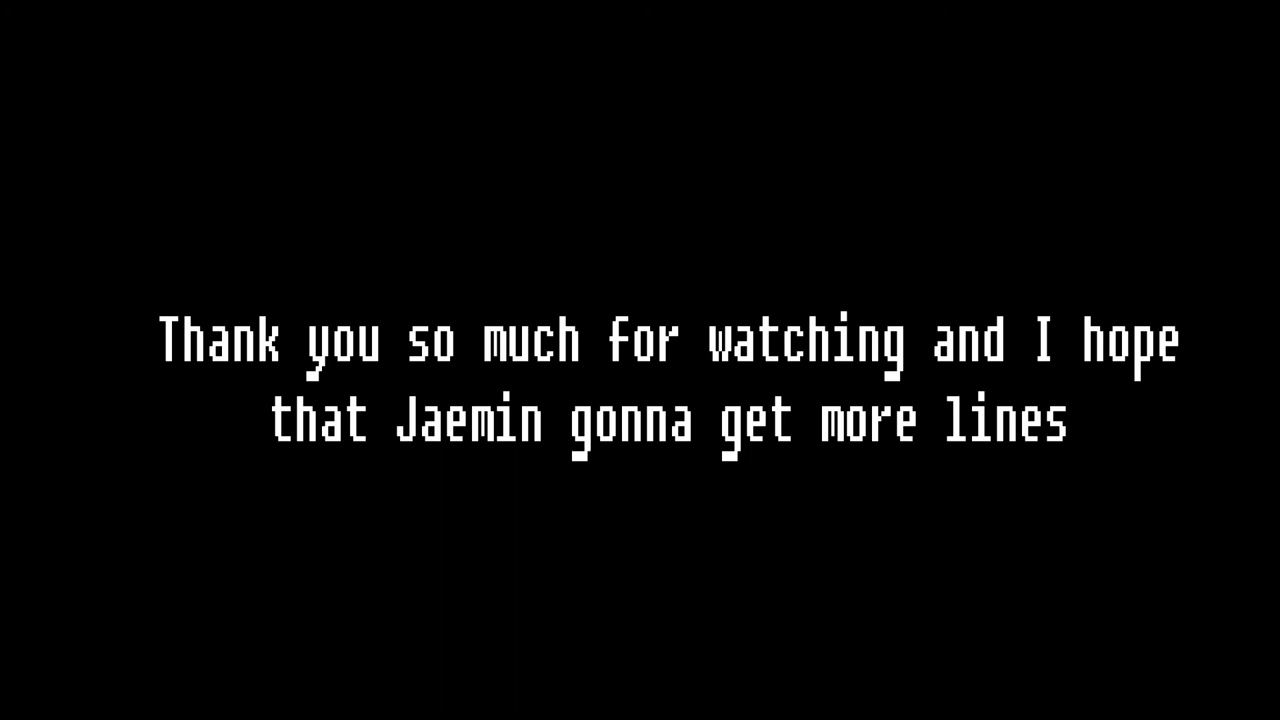 Thank you so much for watching and I hope
that Jaemin gonna get more lines